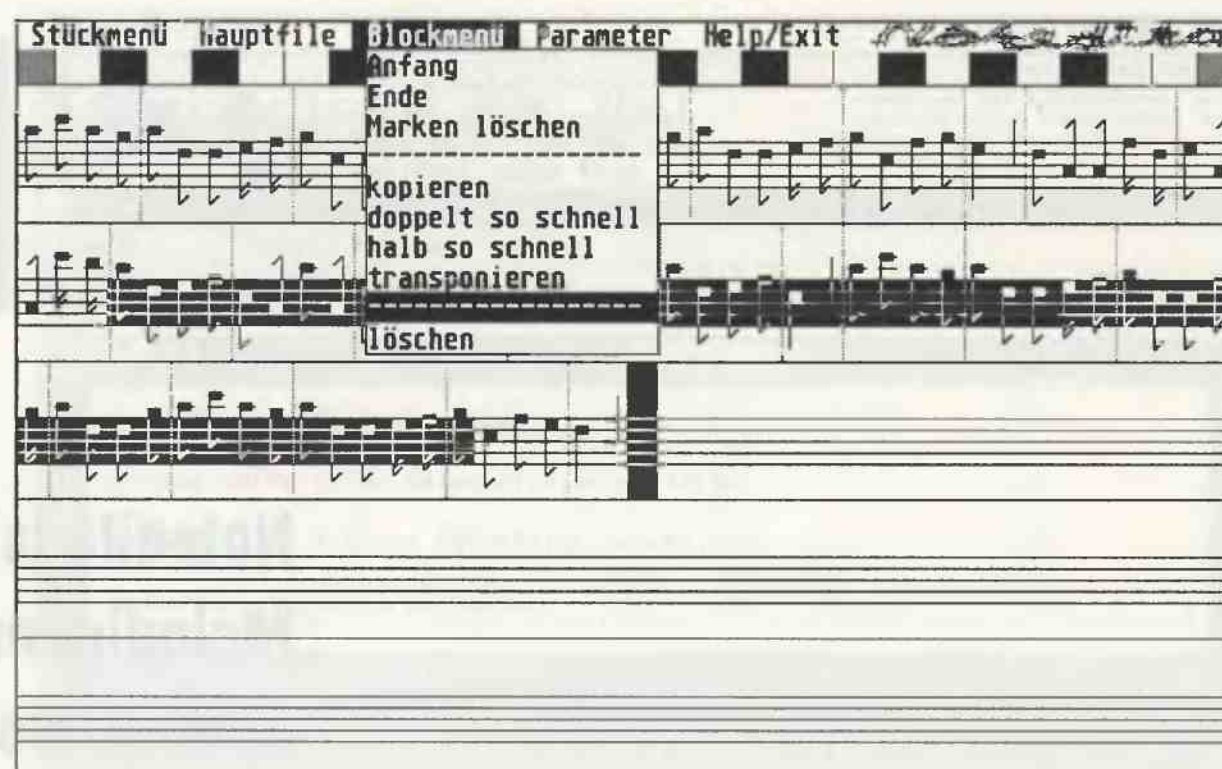 Stückmenü Hauptfile Blockmenü Parameter Help/Exit
Anfang
Ende
Marken löschen
kopieren
doppelt so schnell
halb so schnell
transponieren
löschen